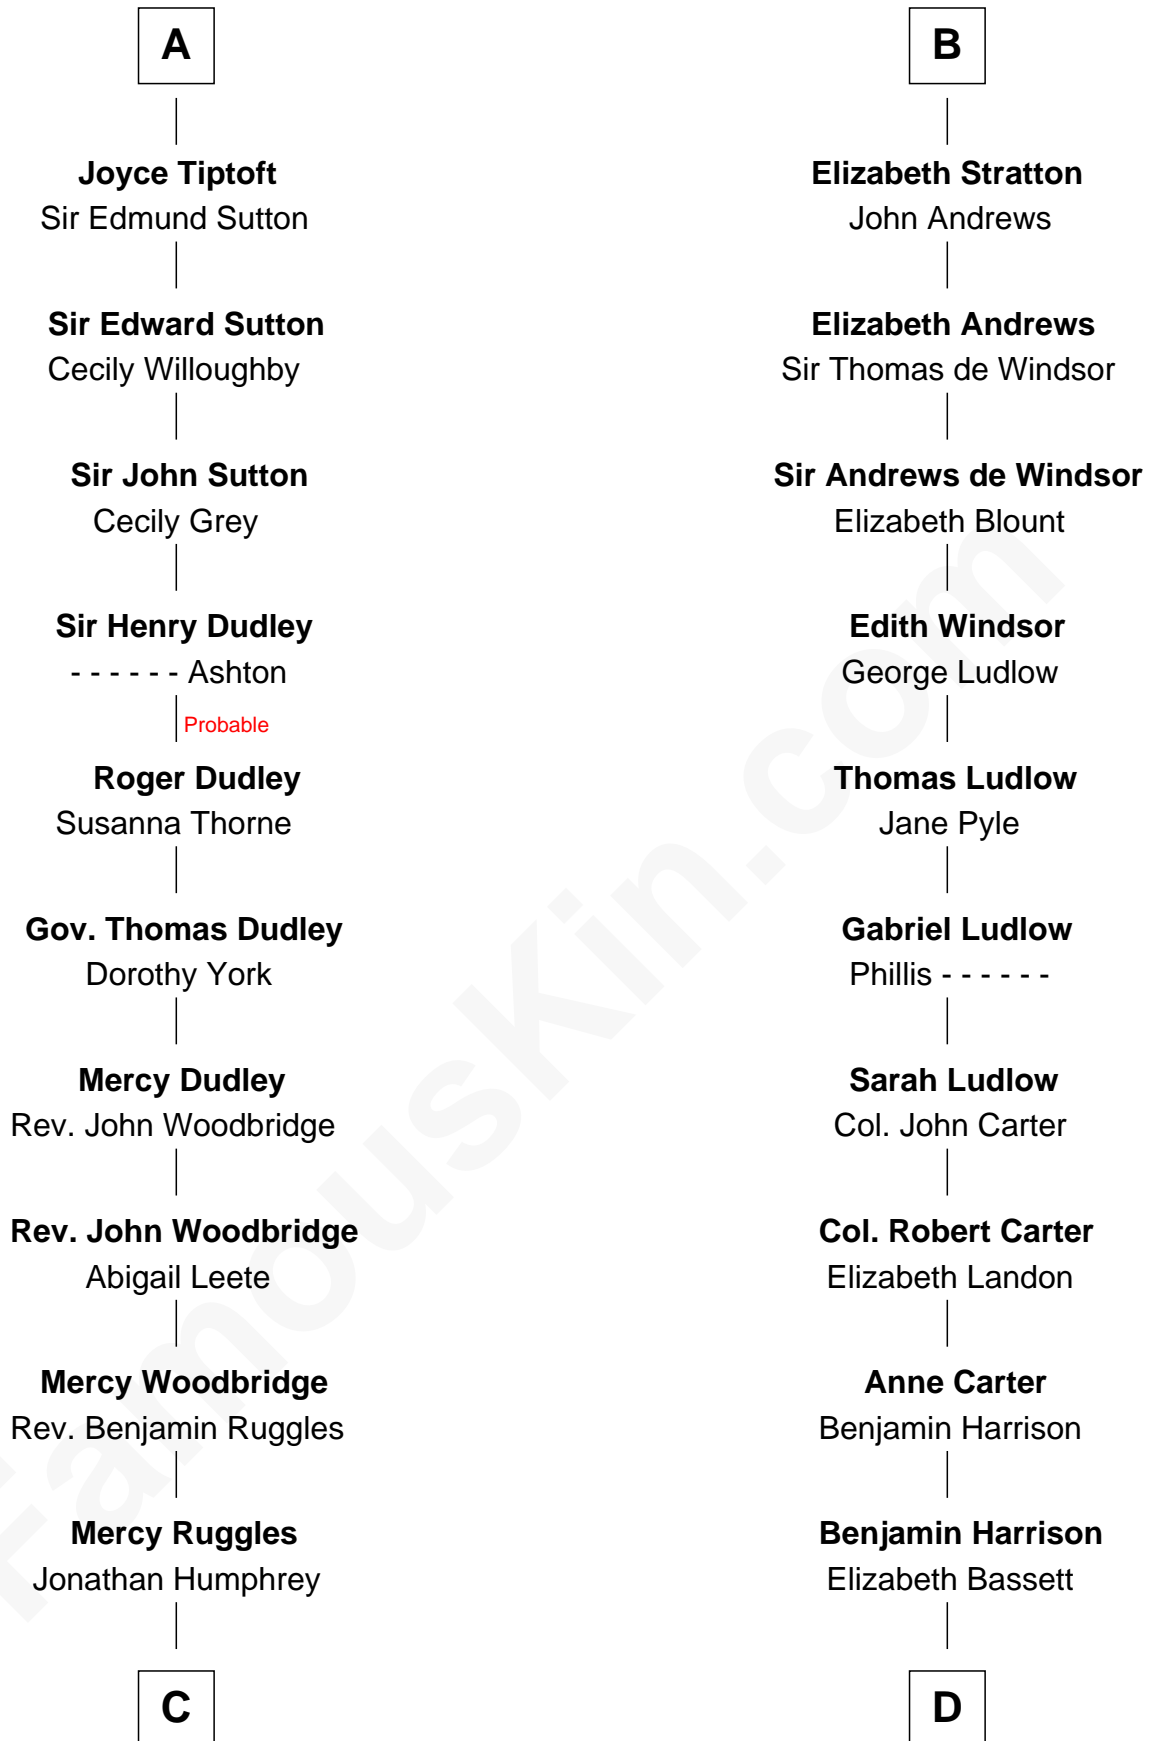 A
Joyce Tiptoft
Sir Edmund Sutton
Sir Edward Sutton
Cecily Willoughby
Sir John Sutton
Cecily Grey
Sir Henry Dudley
- - - - - - Ashton
Probable
Roger Dudley
Susanna Thorne
Gov. Thomas Dudley
Dorothy York
Mercy Dudley
Rev. John Woodbridge
Rev. John Woodbridge
Abigail Leete
Mercy Woodbridge
Rev. Benjamin Ruggles
Mercy Ruggles
Jonathan Humphrey
C
B
Elizabeth Stratton
John Andrews
Elizabeth Andrews
Sir Thomas de Windsor
Sir Andrews de Windsor
Elizabeth Blount
Edith Windsor
George Ludlow
Thomas Ludlow
Jane Pyle
Gabriel Ludlow
Phillis - - - - - -
Sarah Ludlow
Col. John Carter
Col. Robert Carter
Elizabeth Landon
Anne Carter
Benjamin Harrison
Benjamin Harrison
Elizabeth Bassett
D
FamousKin.com